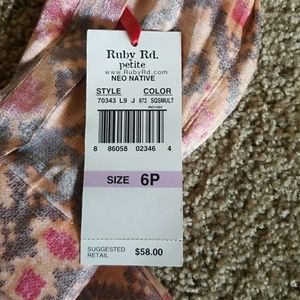 Ruby Rd.
petite
www.RubyRd.com
NEO NATIVE
STYLE COLOR
70343 L9 J 872 SQSMULT
8 86058 02346 4
SIZE 6P
SUGGESTED
RETAIL $58.00